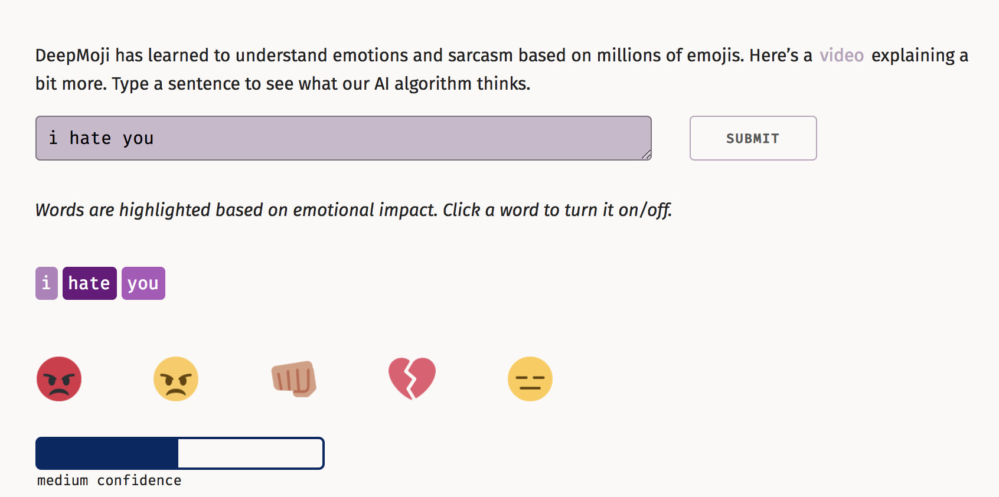 DeepMoji has learned to understand emotions and sarcasm based on millions of emojis. Here’s a video explaining a
bit more. Type a sentence to see what our AI algorithm thinks.
i hate you
SUBMIT
Words are highlighted based on emotional impact. Click a word to turn it on/off.
i hate you
medium confidence